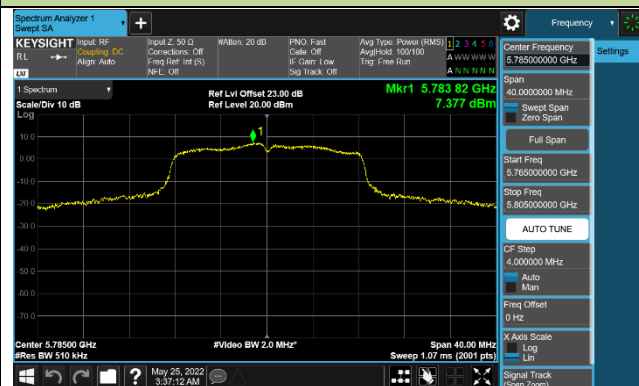 Spectrum Analyzer 1
Swept SA
Frequency
KEYSIGHT
RL
LXI
Input: RF
Coupling: DC
Align: Auto
Input Z: 50 Ω
Corrections: Off
Freq Ref: Int (S)
NFE: Off
#Atten: 20 dB
PNO: Fast
Gate: Off
IF Gain: Low
Sig Track: Off
Avg Type: Power (RMS)
Avg|Hold: 100/100
Trig: Free Run
1 2 3 4 5 6
A W W W W W
A N N N N N
1 Spectrum
Scale/Div 10 dB
Log
Ref Lvl Offset 23.00 dB
Ref Level 20.00 dBm
Mkr1 5.783 82 GHz
7.377 dBm
1
10.0
0.00
-10.0
-20.0
-30.0
-40.0
-50.0
-60.0
-70.0
Center 5.78500 GHz
#Res BW 510 kHz
#Video BW 2.0 MHz*
Span 40.00 MHz
Sweep 1.07 ms (2001 pts)
May 25, 2022
3:37:12 AM
Center Frequency
5.785000000 GHz
Settings
Span
40.0000000 MHz
Swept Span
Zero Span
Full Span
Start Freq
5.765000000 GHz
Stop Freq
5.805000000 GHz
AUTO TUNE
CF Step
4.000000 MHz
Auto
Man
Freq Offset
0 Hz
X Axis Scale
Log
Lin
Signal Track
(Span Zoom)